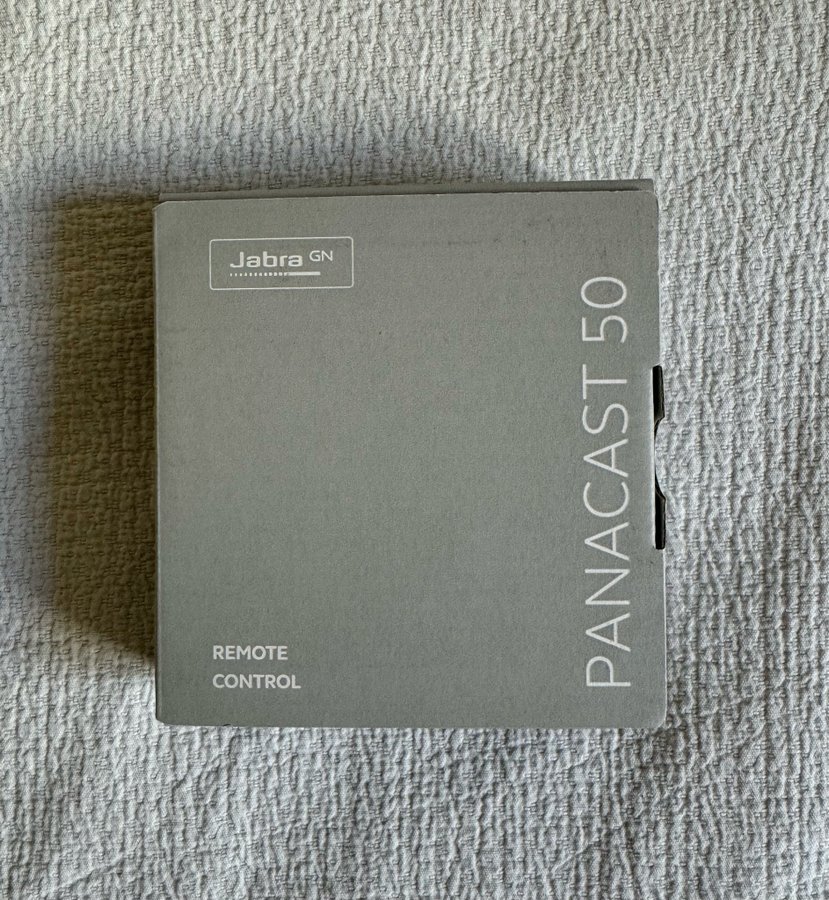 Jabra GN
PANACAST 50
REMOTE
CONTROL